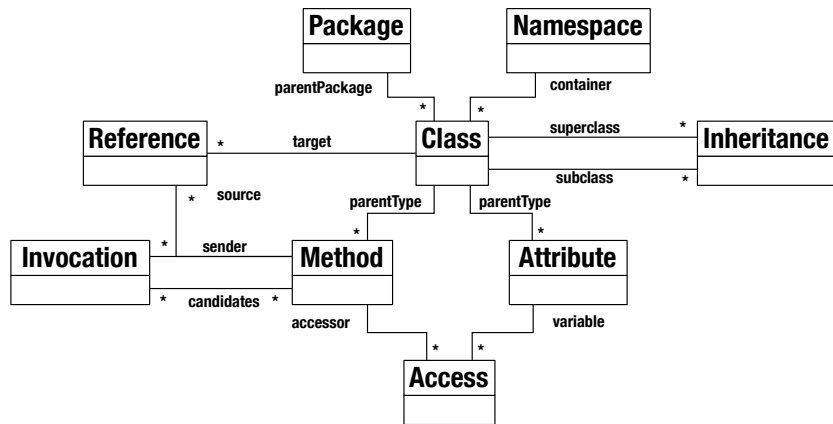 Package
Namespace
parentPackage
*
*
container
Reference
Class
Inheritance
*
target
superclass
*
subclass
*
*
source
parentType
parentType
*
*
Invocation
*
sender
Method
Attribute
*
candidates
*
accessor
variable
*
*
Access